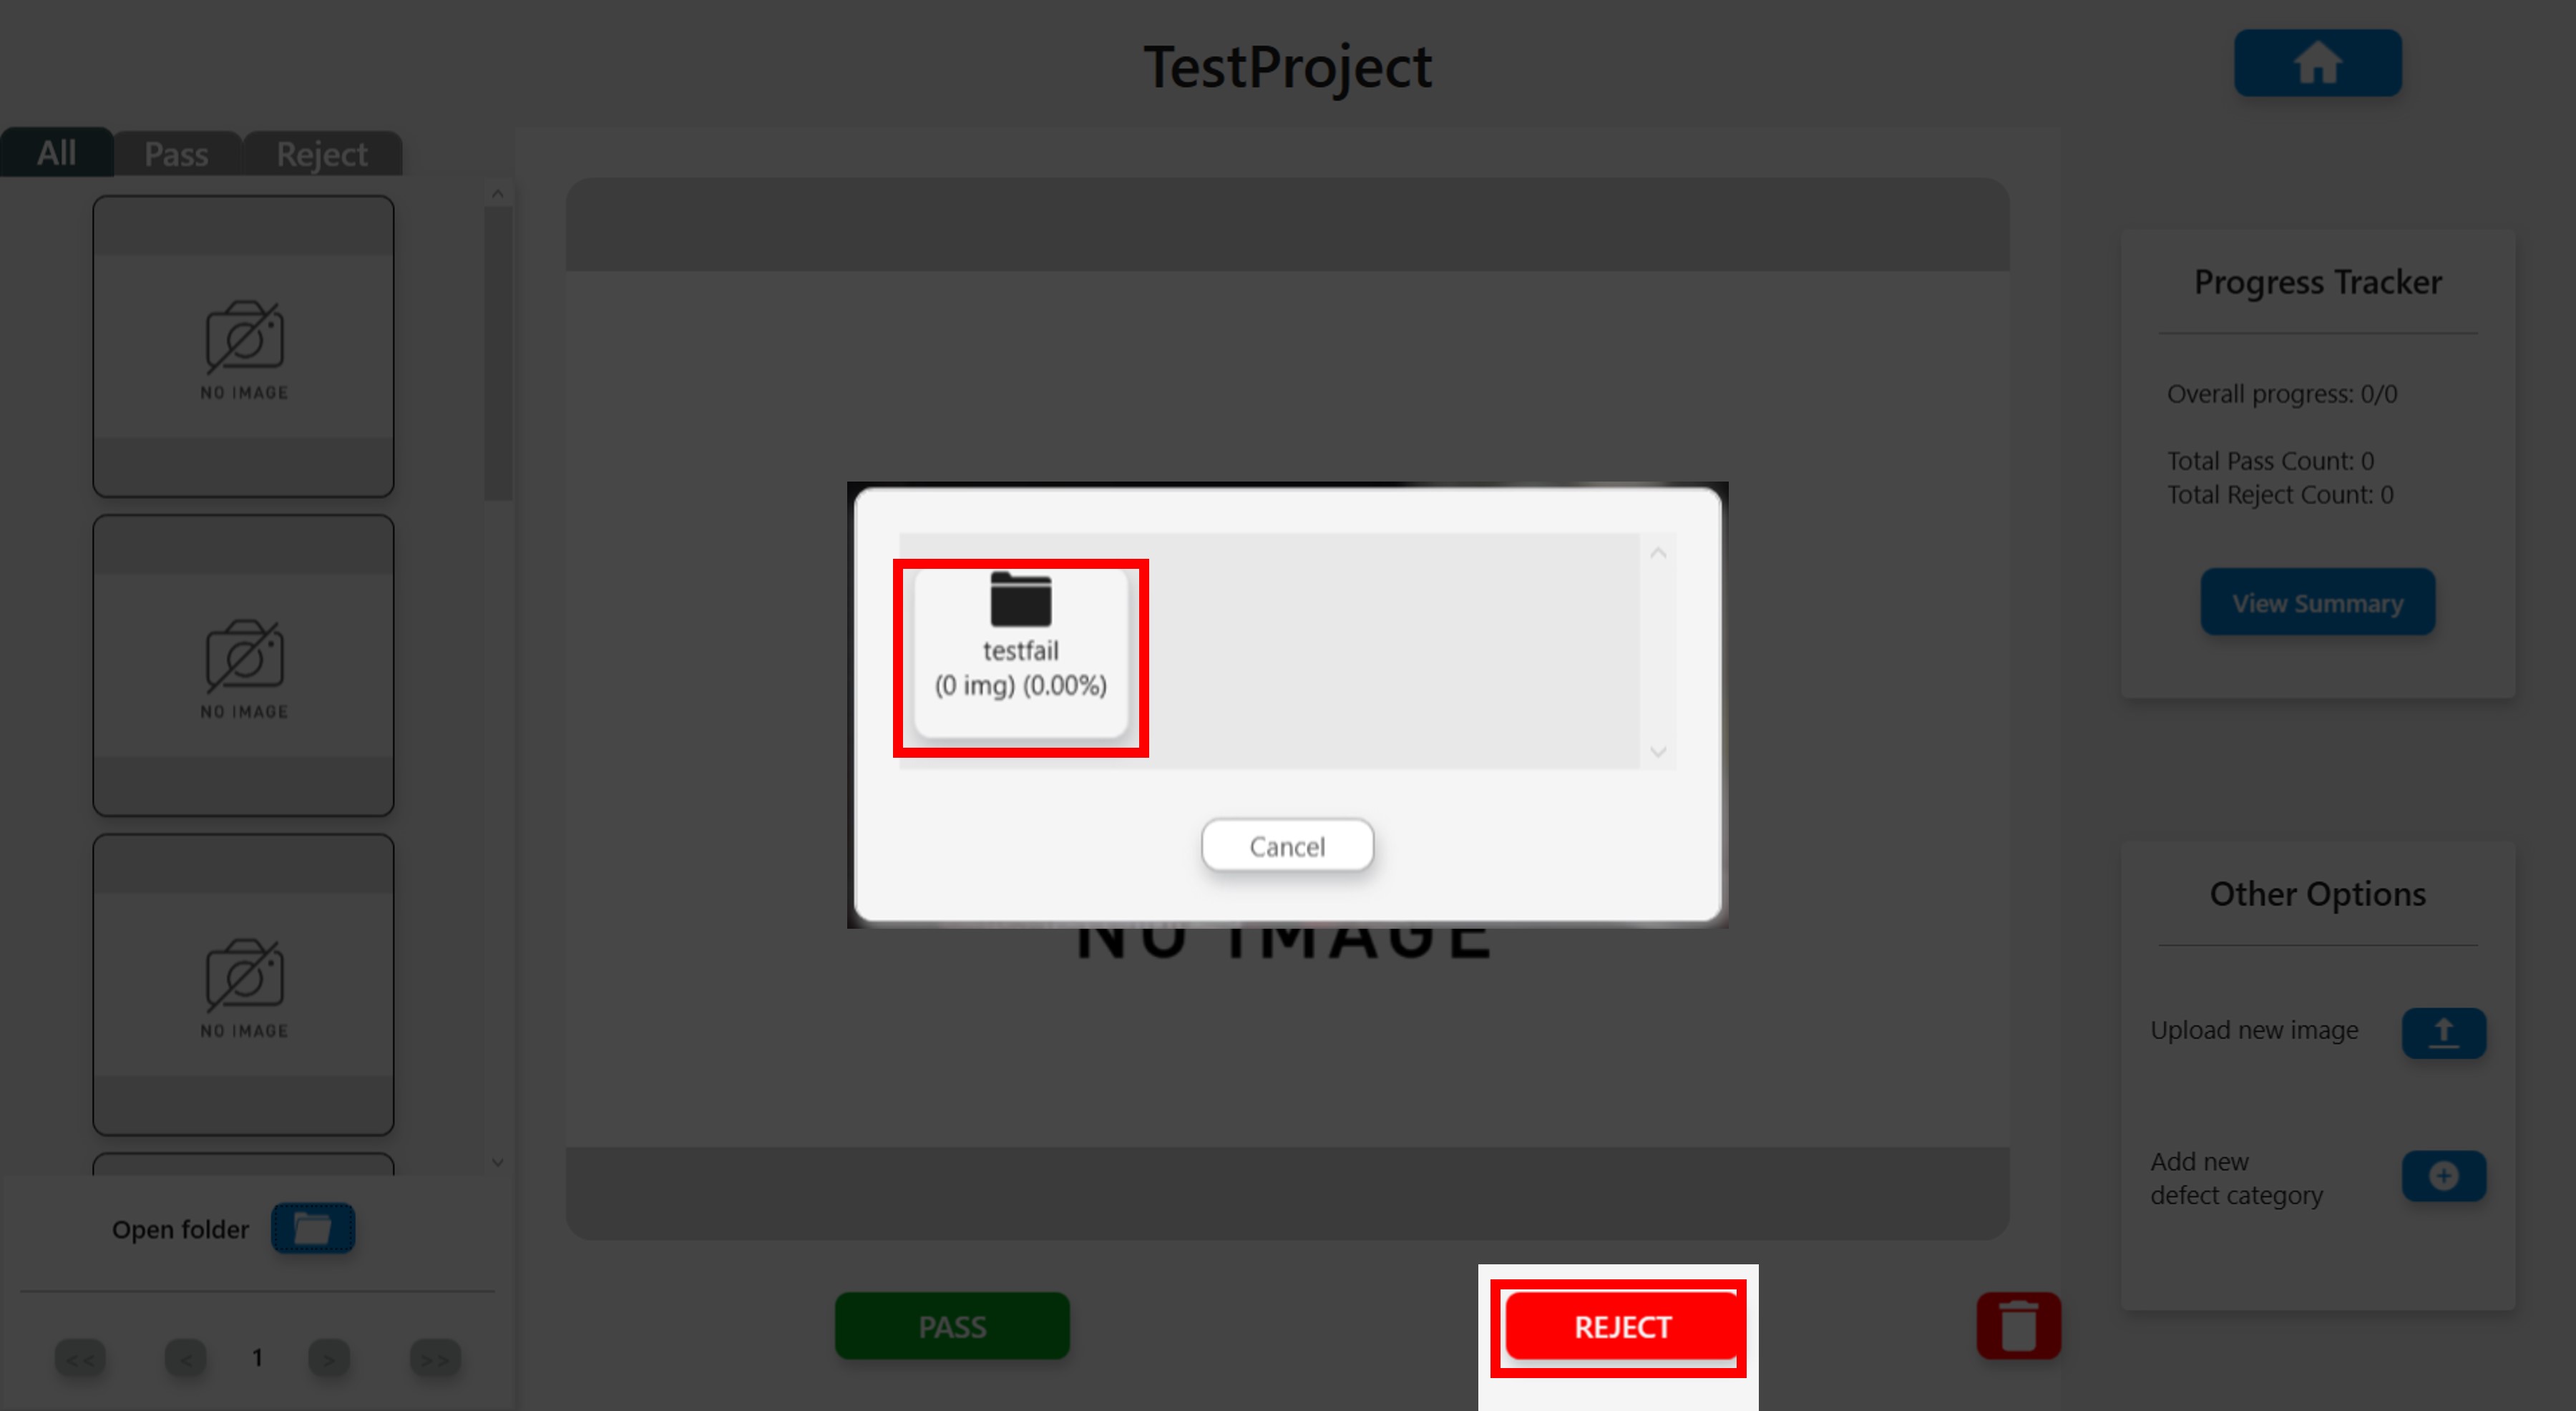 TestProject
All
Pass
Reject
NO IMAGE
NO IMAGE
NO IMAGE
Open folder
<<
<
1
>
>>
testfail
(0 img) (0.00%)
Cancel
NO IMAGE
PASS
REJECT
Progress Tracker
Overall progress: 0/0
Total Pass Count: 0
Total Reject Count: 0
View Summary
Other Options
Upload new image
Add new
defect category